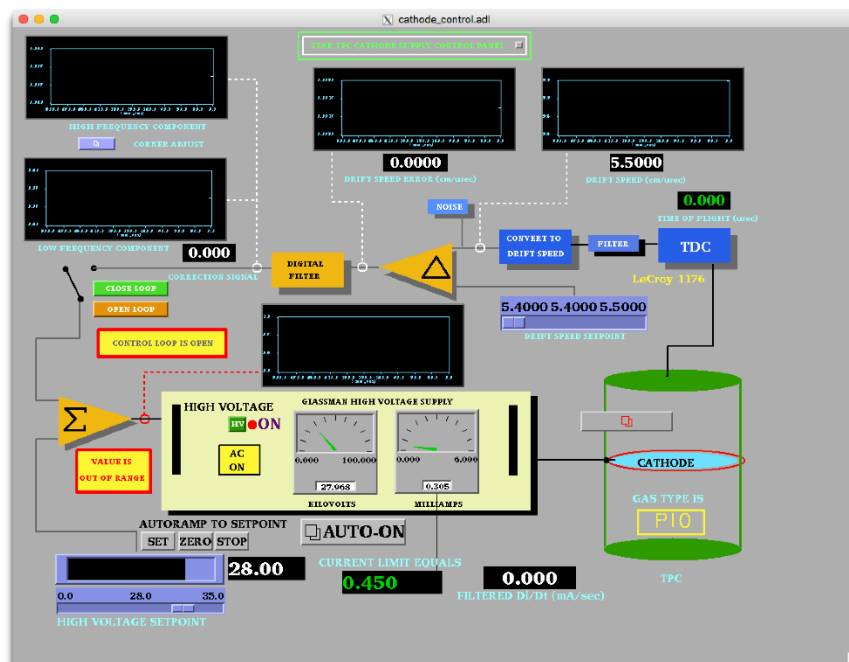 cathode_control.adl
STAR TPC CATHODE SUPPLY CONTROL PANEL
HIGH FREQUENCY COMPONENT
CORNER ADJUST
0.0000
DRIFT SPEED ERROR (cm/usec)
5.5000
DRIFT SPEED (cm/usec)
0.000
TIME OF FLIGHT (usec)
NOISE
LOW FREQUENCY COMPONENT
0.000
CORRECTION SIGNAL
DIGITAL
FILTER
Δ
CONVERT TO
DRIFT SPEED
FILTER
TDC
LeCroy 1176
CLOSE LOOP
OPEN LOOP
CONTROL LOOP IS OPEN
5.4000 5.4000 5.5000
DRIFT SPEED SETPOINT
Σ
VALUE IS
OUT OF RANGE
GLASSMAN HIGH VOLTAGE SUPPLY
HIGH VOLTAGE
HV ON
AC
ON
0.000 100.000
27.968
KILOVOLTS
0.000 6.000
0.305
MILLIAMPS
CATHODE
GAS TYPE IS
P10
TPC
AUTORAMP TO SETPOINT
SET ZERO STOP
AUTO-ON
28.00
0.0 28.0 35.0
HIGH VOLTAGE SETPOINT
CURRENT LIMIT EQUALS
0.450
0.000
FILTERED Di/Dt (mA/sec)